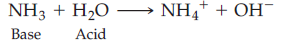 NH₃ + H₂O ⟶ NH₄⁺ + OH⁻
Base Acid